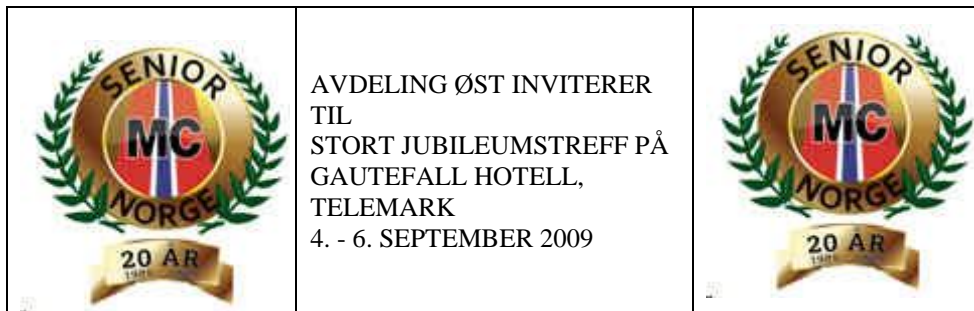 SENIOR
MC
NORGE
20 ÅR
AVDELING ØST INVITERER
TIL
STORT JUBILEUMSTREFF PÅ
GAUTEFALL HOTELL,
TELEMARK
4. - 6. SEPTEMBER 2009
SENIOR
MC
NORGE
20 ÅR